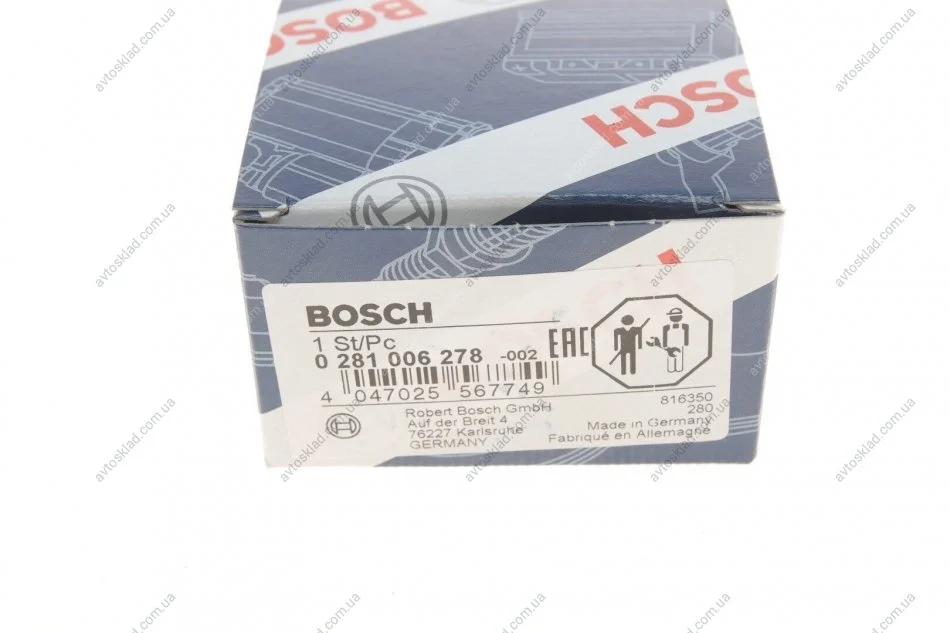 BOSCH
BOSCH
BOSCH
1 St/Pc
0 281 006 278 -002
EAC
4 047025 567749
Robert Bosch GmbH
Auf der Breit 4
76227 Karlsruhe
GERMANY
816350
280
Made in Germany
Fabriqué en Allemagne
avtosklad.com.ua